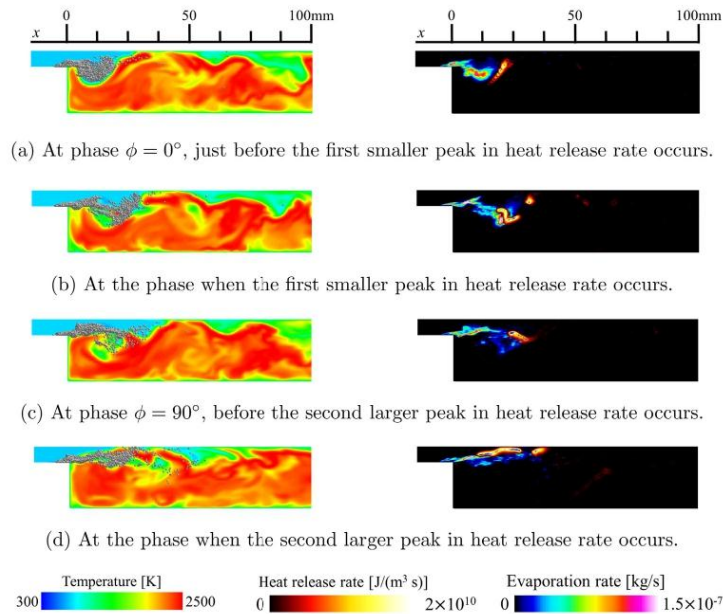 0 50 100mm 0 50 100mm
x x
(a) At phase ϕ = 0°, just before the first smaller peak in heat release rate occurs.
(b) At the phase when the first smaller peak in heat release rate occurs.
(c) At phase ϕ = 90°, before the second larger peak in heat release rate occurs.
(d) At the phase when the second larger peak in heat release rate occurs.
Temperature [K] Heat release rate [J/(m³ s)] Evaporation rate [kg/s]
300 2500 0 2×10¹⁰ 0 1.5×10⁻⁷